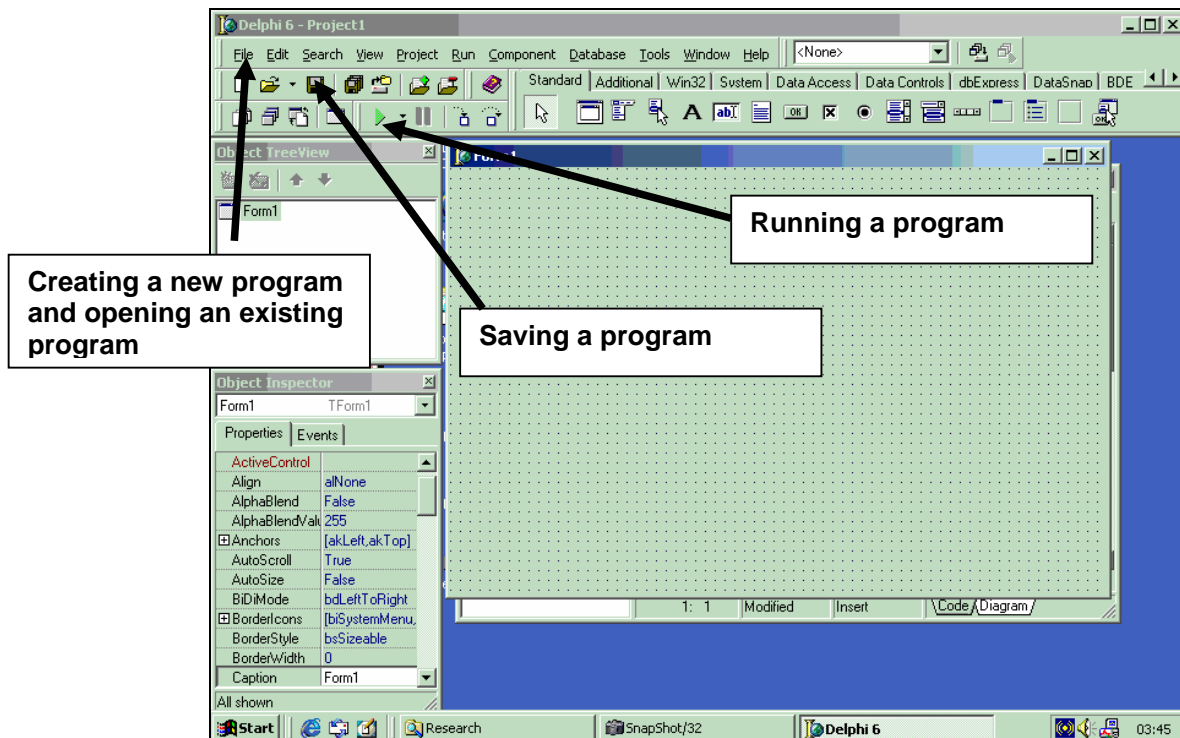 Delphi 6 - Project1
File Edit Search View Project Run Component Database Tools Window Help <None>
Standard Additional Win32 System Data Access Data Controls dbExpress DataSnap BDE
A abI OK OK
Object TreeView
Form1
Form1
Running a program
Creating a new program
and opening an existing
program
Saving a program
Object Inspector
Form1 TForm1
Properties Events
ActiveControl
Align alNone
AlphaBlend False
AlphaBlendValu 255
Anchors [akLeft,akTop]
AutoScroll True
AutoSize False
BiDiMode bdLeftToRight
BorderIcons [biSystemMenu,
BorderStyle bsSizeable
BorderWidth 0
Caption Form1
All shown
1: 1 Modified Insert Code Diagram
Start Research SnapShot/32 Delphi 6 03:45